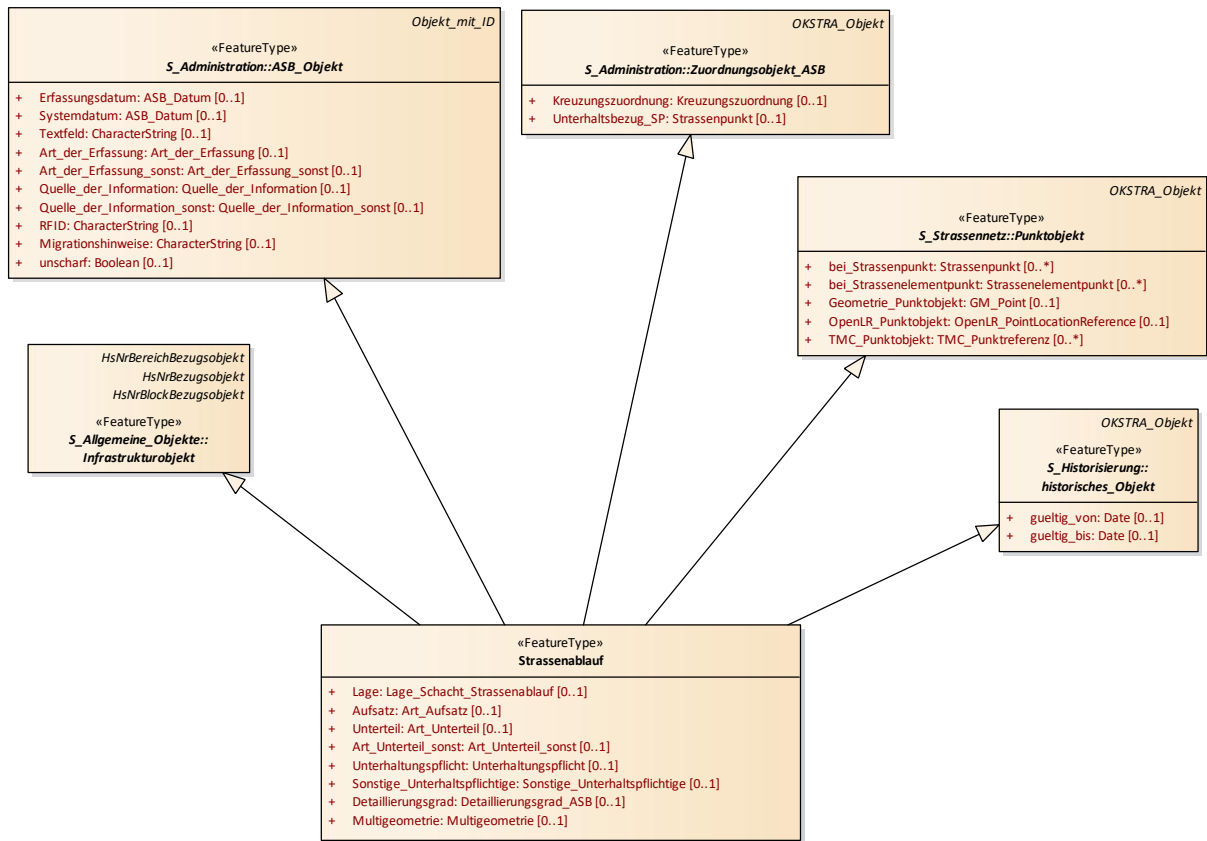 Objekt_mit_ID
«FeatureType»
S_Administration::ASB_Objekt
+ Erfassungsdatum: ASB_Datum [0..1]
+ Systemdatum: ASB_Datum [0..1]
+ Textfeld: CharacterString [0..1]
+ Art_der_Erfassung: Art_der_Erfassung [0..1]
+ Art_der_Erfassung_sonst: Art_der_Erfassung_sonst [0..1]
+ Quelle_der_Information: Quelle_der_Information [0..1]
+ Quelle_der_Information_sonst: Quelle_der_Information_sonst [0..1]
+ RFID: CharacterString [0..1]
+ Migrationshinweise: CharacterString [0..1]
+ unscharf: Boolean [0..1]
OKSTRA_Objekt
«FeatureType»
S_Administration::Zuordnungsobjekt_ASB
+ Kreuzungszuordnung: Kreuzungszuordnung [0..1]
+ Unterhaltsbezug_SP: Strassenpunkt [0..1]
OKSTRA_Objekt
«FeatureType»
S_Strassennetz::Punktobjekt
+ bei_Strassenpunkt: Strassenpunkt [0..*]
+ bei_Strassenelementpunkt: Strassenelementpunkt [0..*]
+ Geometrie_Punktobjekt: GM_Point [0..1]
+ OpenLR_Punktobjekt: OpenLR_PointLocationReference [0..1]
+ TMC_Punktobjekt: TMC_Punktreferenz [0..*]
HsNrBereichBezugsobjekt
HsNrBezugsobjekt
HsNrBlockBezugsobjekt
«FeatureType»
S_Allgemeine_Objekte::
Infrastrukturobjekt
OKSTRA_Objekt
«FeatureType»
S_Historisierung::
historisches_Objekt
+ gueltig_von: Date [0..1]
+ gueltig_bis: Date [0..1]
«FeatureType»
Strassenablauf
+ Lage: Lage_Schacht_Strassenablauf [0..1]
+ Aufsatz: Art_Aufsatz [0..1]
+ Unterteil: Art_Unterteil [0..1]
+ Art_Unterteil_sonst: Art_Unterteil_sonst [0..1]
+ Unterhaltungspflicht: Unterhaltungspflicht [0..1]
+ Sonstige_Unterhaltspflichtige: Sonstige_Unterhaltspflichtige [0..1]
+ Detaillierungsgrad: Detaillierungsgrad_ASB [0..1]
+ Multigeometrie: Multigeometrie [0..1]